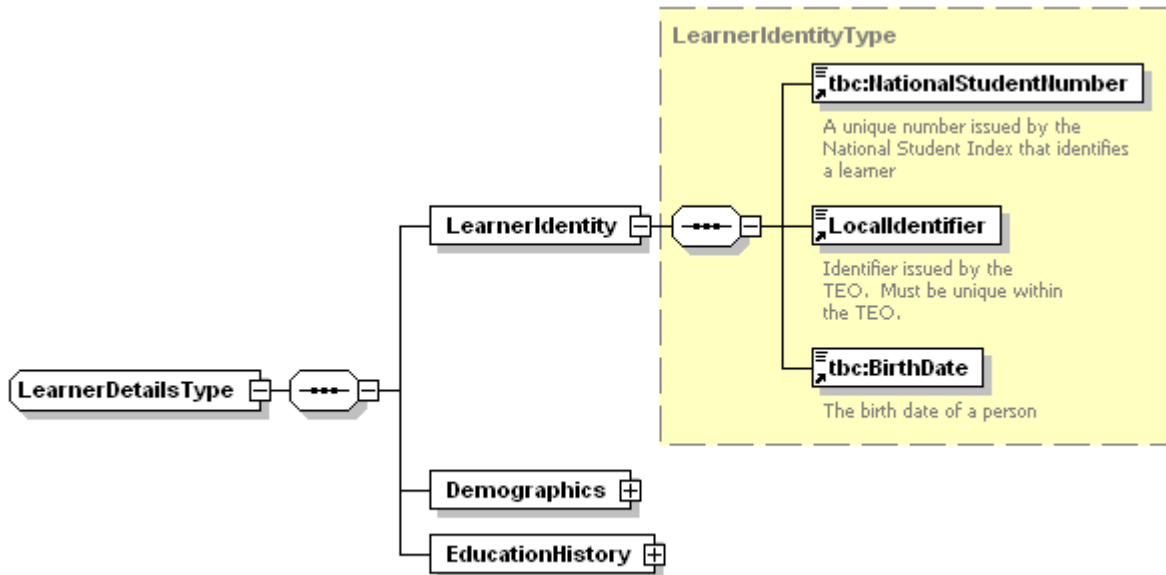 LearnerIdentityType
tbc:NationalStudentNumber
A unique number issued by the
National Student Index that identifies
a learner
LearnerIdentity
LocalIdentifier
Identifier issued by the
TEO.  Must be unique within
the TEO.
LearnerDetailsType
tbc:BirthDate
The birth date of a person
Demographics
EducationHistory